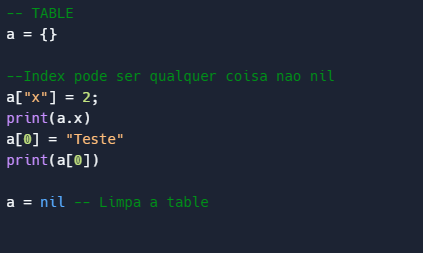 -- TABLE
a = {}
--Index pode ser qualquer coisa nao nil
a["x"] = 2;
print(a.x)
a[0] = "Teste"
print(a[0])
a = nil -- Limpa a table